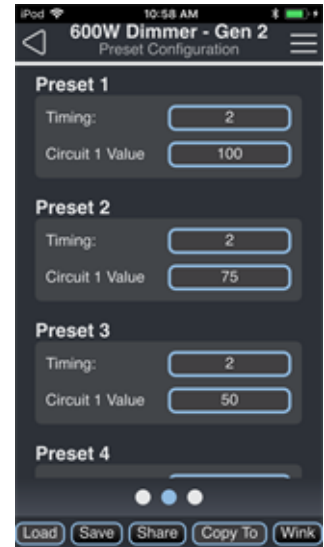 iPod 10:58 AM
600W Dimmer - Gen 2
Preset Configuration
Preset 1
Timing: 2
Circuit 1 Value 100
Preset 2
Timing: 2
Circuit 1 Value 75
Preset 3
Timing: 2
Circuit 1 Value 50
Preset 4
Load Save Share Copy To Wink